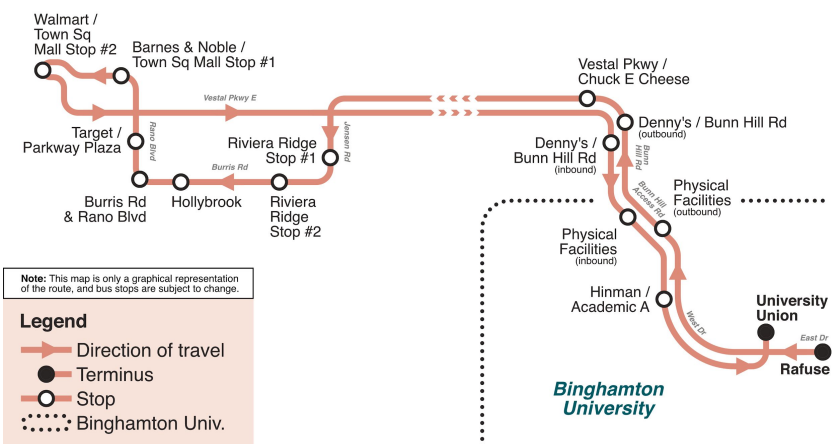 Walmart /
Town Sq
Mall Stop #2
Barnes & Noble /
Town Sq Mall Stop #1
Vestal Pkwy E
Target /
Parkway Plaza
Rano Blvd
Riviera Ridge
Stop #1
Jensen Rd
Burris Rd
Burris Rd
& Rano Blvd
Hollybrook
Riviera
Ridge
Stop #2
Vestal Pkwy /
Chuck E Cheese
Denny's / Bunn Hill Rd
(outbound)
Denny's /
Bunn Hill Rd
(inbound)
Bunn
Hill Rd
Bunn Hill
Access Rd
Physical
Facilities
(outbound)
Physical
Facilities
(inbound)
Hinman /
Academic A
West Dr
University
Union
East Dr
Rafuse
Binghamton
University
Note: This map is only a graphical representation
of the route, and bus stops are subject to change.
Legend
Direction of travel
Terminus
Stop
Binghamton Univ.